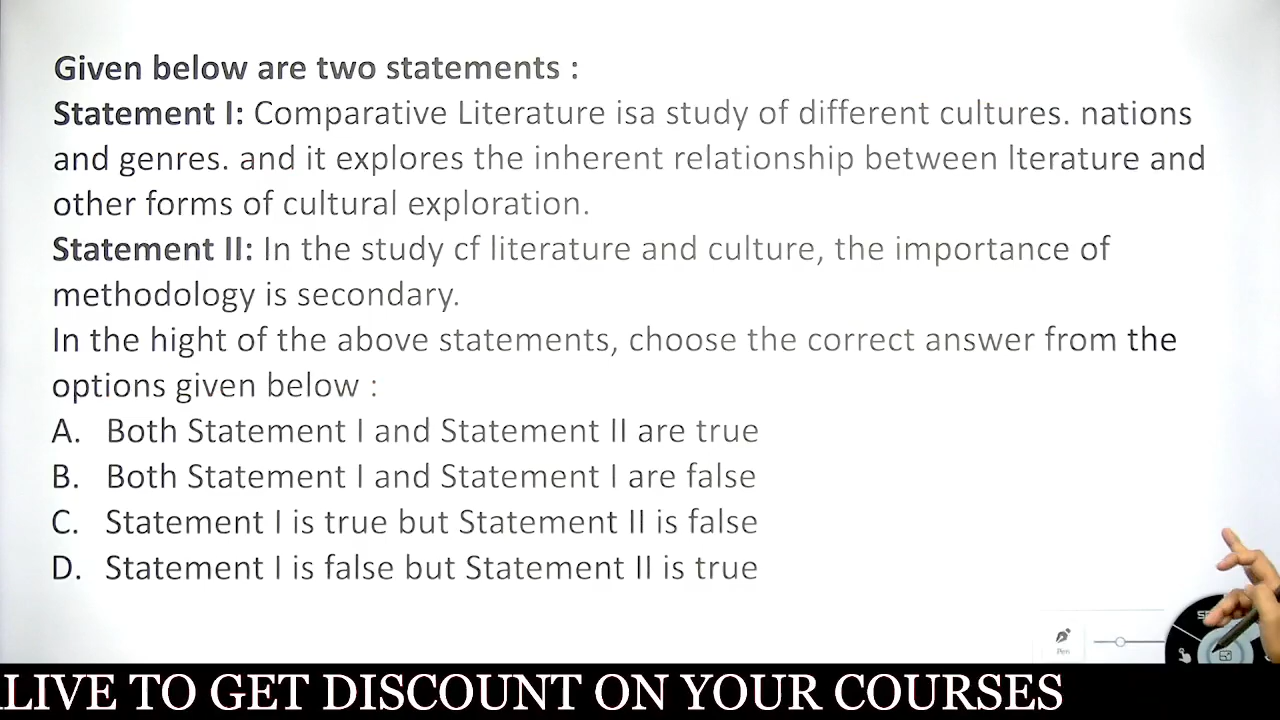 Given below are two statements :
Statement I: Comparative Literature isa study of different cultures. nations
and genres. and it explores the inherent relationship between lterature and
other forms of cultural exploration.
Statement II: In the study cf literature and culture, the importance of
methodology is secondary.
In the hight of the above statements, choose the correct answer from the
options given below :
A. Both Statement I and Statement II are true
B. Both Statement I and Statement I are false
C. Statement I is true but Statement II is false
D. Statement I is false but Statement II is true
Pen
LIVE TO GET DISCOUNT ON YOUR COURSES